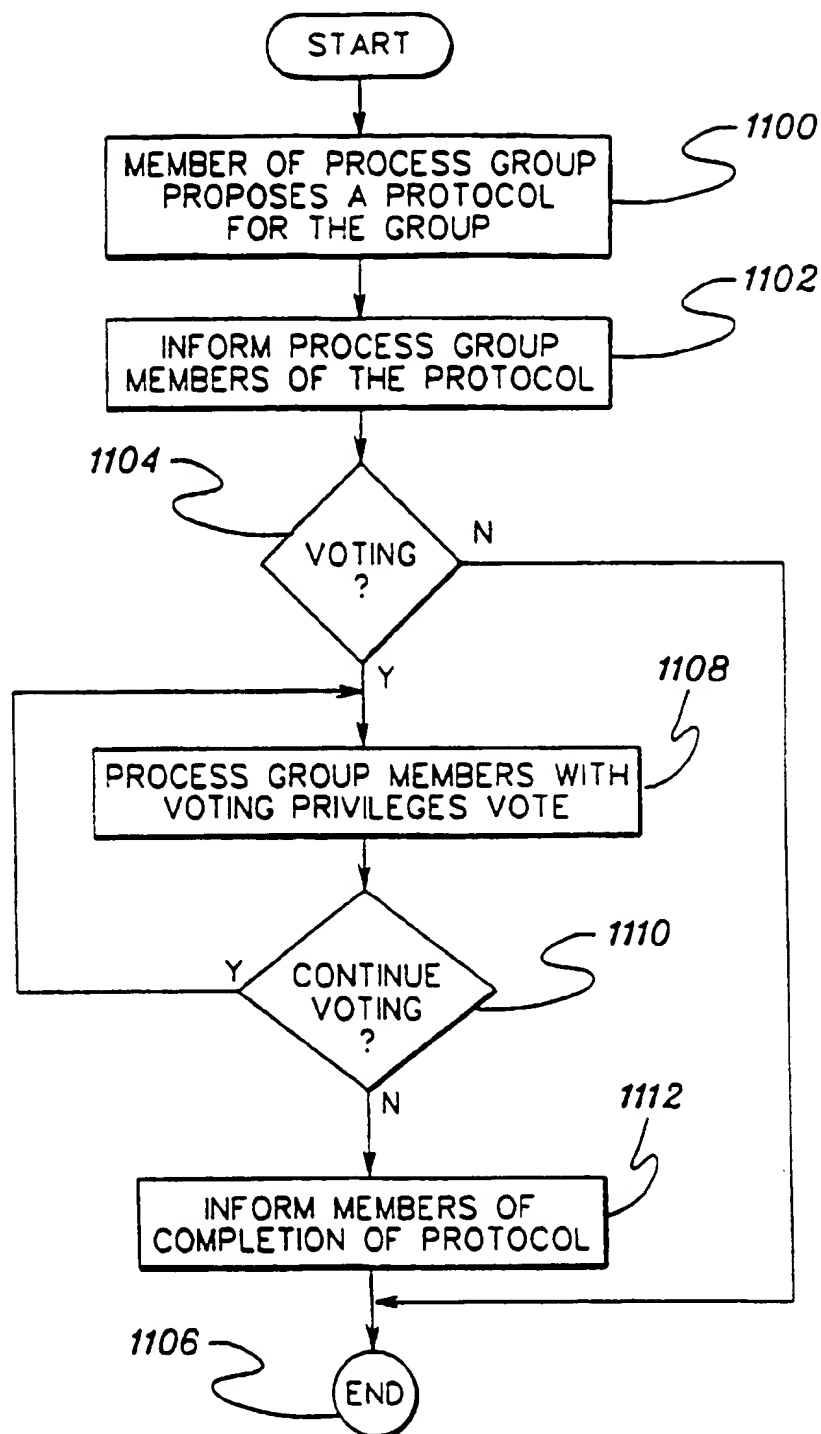 START
1100
MEMBER OF PROCESS GROUP
PROPOSES A PROTOCOL
FOR THE GROUP
1102
INFORM PROCESS GROUP
MEMBERS OF THE PROTOCOL
1104
VOTING
?
N
Y
1108
PROCESS GROUP MEMBERS WITH
VOTING PRIVILEGES VOTE
1110
Y
CONTINUE
VOTING
?
N
1112
INFORM MEMBERS OF
COMPLETION OF PROTOCOL
1106
END